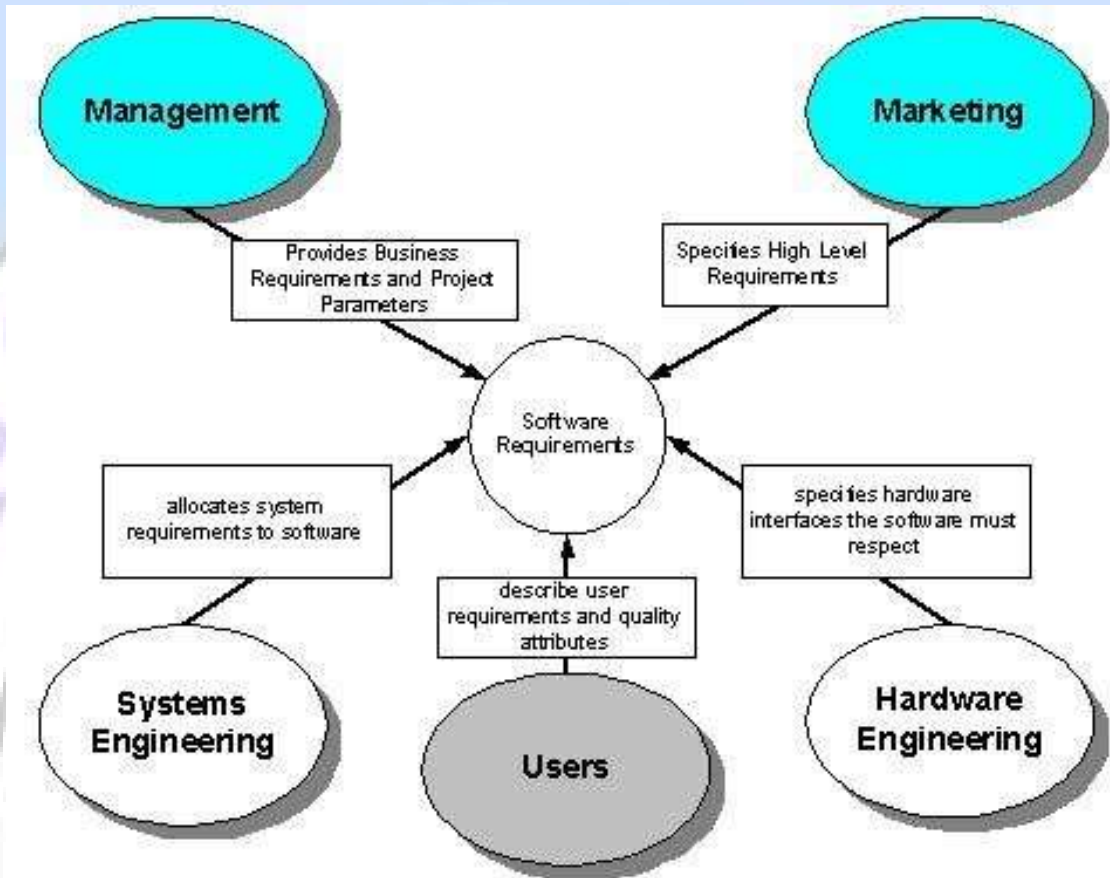 Management
Marketing
Provides Business
Requirements and Project
Parameters
Specifies High Level
Requirements
Software
Requirements
allocates system
requirements to software
specifies hardware
interfaces the software must
respect
describe user
requirements and quality
attributes
Systems
Engineering
Users
Hardware
Engineering